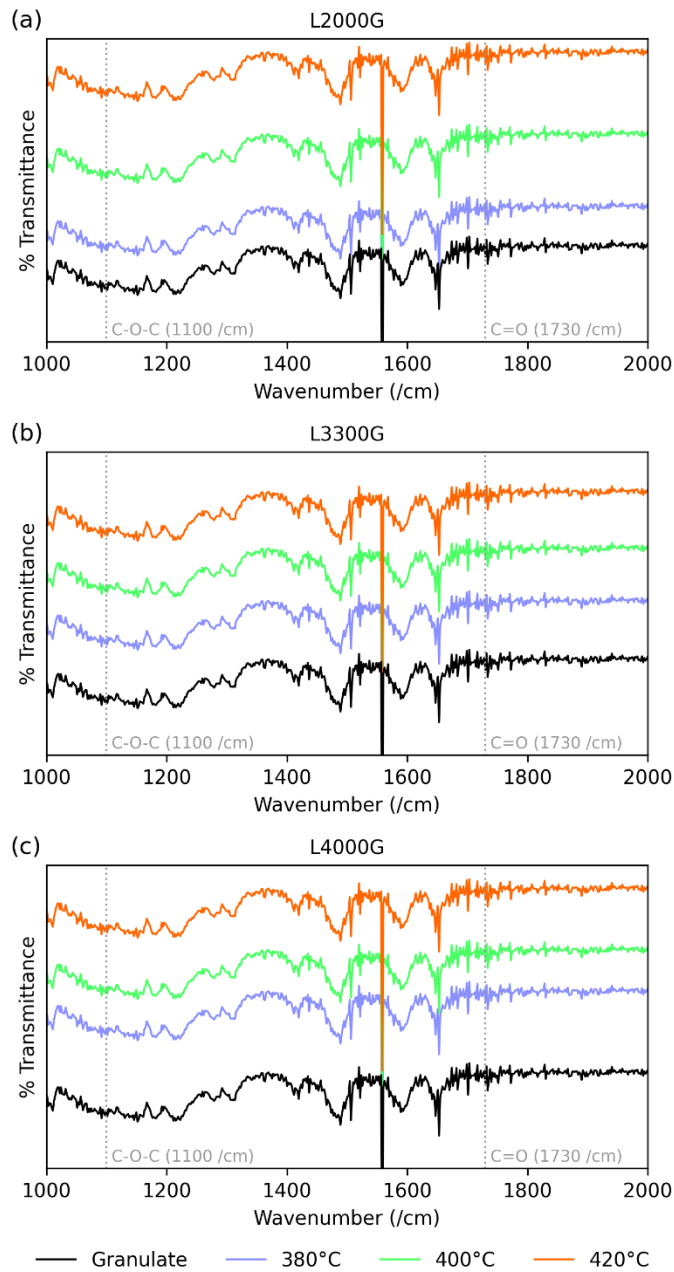 (a)
L2000G
% Transmittance
C-O-C (1100 /cm)
C=O (1730 /cm)
1000 1200 1400 1600 1800 2000
Wavenumber (/cm)
(b)
L3300G
% Transmittance
C-O-C (1100 /cm)
C=O (1730 /cm)
1000 1200 1400 1600 1800 2000
Wavenumber (/cm)
(c)
L4000G
% Transmittance
C-O-C (1100 /cm)
C=O (1730 /cm)
1000 1200 1400 1600 1800 2000
Wavenumber (/cm)
Granulate 380°C 400°C 420°C